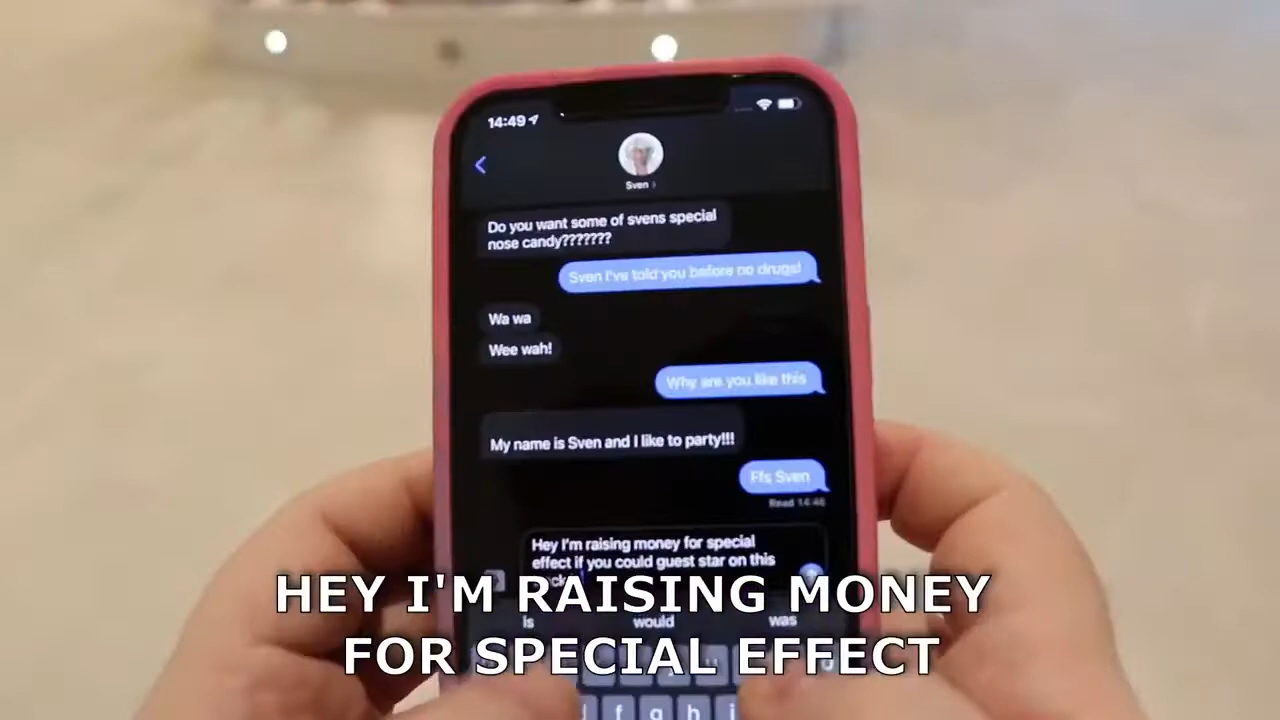 14:49
Sven
Do you want some of svens special
nose candy???????
Sven I've told you before no drugs!
Wa wa
Wee wah!
Why are you like this
My name is Sven and I like to party!!!
Ffs Sven
Read 14:46
Hey I'm raising money for special
effect if you could guest star on this
HEY I'M RAISING MONEY
FOR SPECIAL EFFECT
is would was
f g h